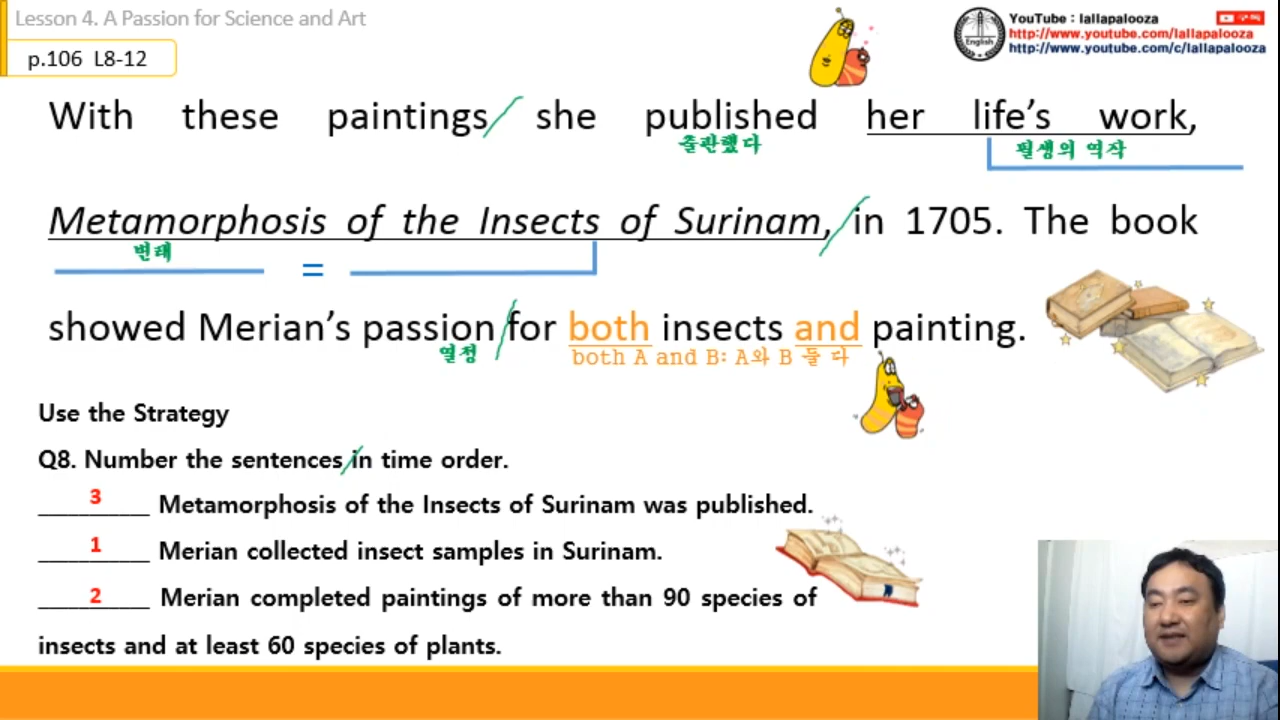 Lesson 4. A Passion for Science and Art
YouTube : lallapalooza
구독
http://www.youtube.com/lallapalooza
http://www.youtube.com/c/lallapalooza
English
p.106 L8-12
With these paintings she published her life's work,
출판했다 필생의 역작
Metamorphosis of the Insects of Surinam, in 1705. The book
변태
=
showed Merian's passion for both insects and painting.
열정 both A and B: A와 B 둘 다
Use the Strategy
Q8. Number the sentences in time order.
3 Metamorphosis of the Insects of Surinam was published.
1 Merian collected insect samples in Surinam.
2 Merian completed paintings of more than 90 species of
insects and at least 60 species of plants.